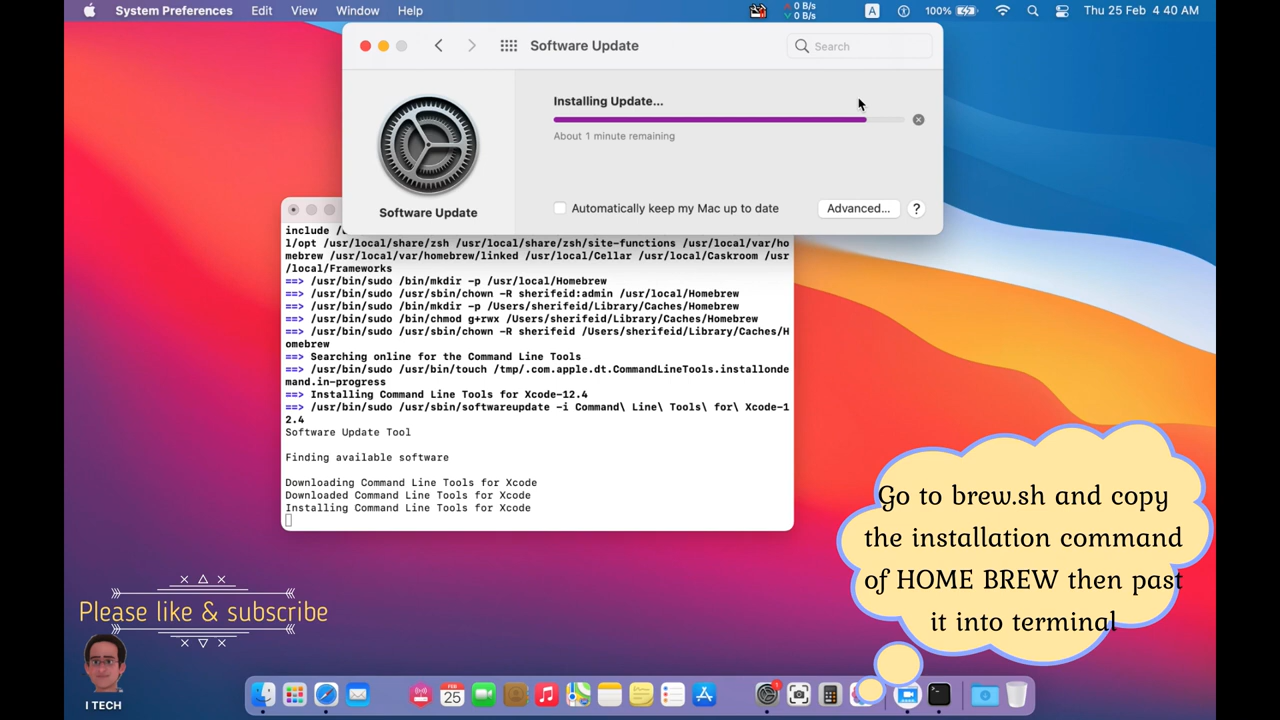 System Preferences Edit View Window Help
0 B/s
0 B/s
A
100%
Thu 25 Feb 4:40 AM
Software Update
Search
Installing Update...
About 1 minute remaining
Automatically keep my Mac up to date
Advanced...
?
Software Update
include /u
l/opt /usr/local/share/zsh /usr/local/share/zsh/site-functions /usr/local/var/ho
mebrew /usr/local/var/homebrew/linked /usr/local/Cellar /usr/local/Caskroom /usr
/local/Frameworks
==> /usr/bin/sudo /bin/mkdir -p /usr/local/Homebrew
==> /usr/bin/sudo /usr/sbin/chown -R sherifeid:admin /usr/local/Homebrew
==> /usr/bin/sudo /bin/mkdir -p /Users/sherifeid/Library/Caches/Homebrew
==> /usr/bin/sudo /bin/chmod g+rwx /Users/sherifeid/Library/Caches/Homebrew
==> /usr/bin/sudo /usr/sbin/chown -R sherifeid /Users/sherifeid/Library/Caches/H
omebrew
==> Searching online for the Command Line Tools
==> /usr/bin/sudo /usr/bin/touch /tmp/.com.apple.dt.CommandLineTools.installonde
mand.in-progress
==> Installing Command Line Tools for Xcode-12.4
==> /usr/bin/sudo /usr/sbin/softwareupdate -i Command\ Line\ Tools\ for\ Xcode-1
2.4
Software Update Tool
Finding available software
Downloading Command Line Tools for Xcode
Downloaded Command Line Tools for Xcode
Installing Command Line Tools for Xcode
Go to brew.sh and copy
the installation command
of HOME BREW then past
it into terminal
Please like & subscribe
I TECH
FEB
25
1